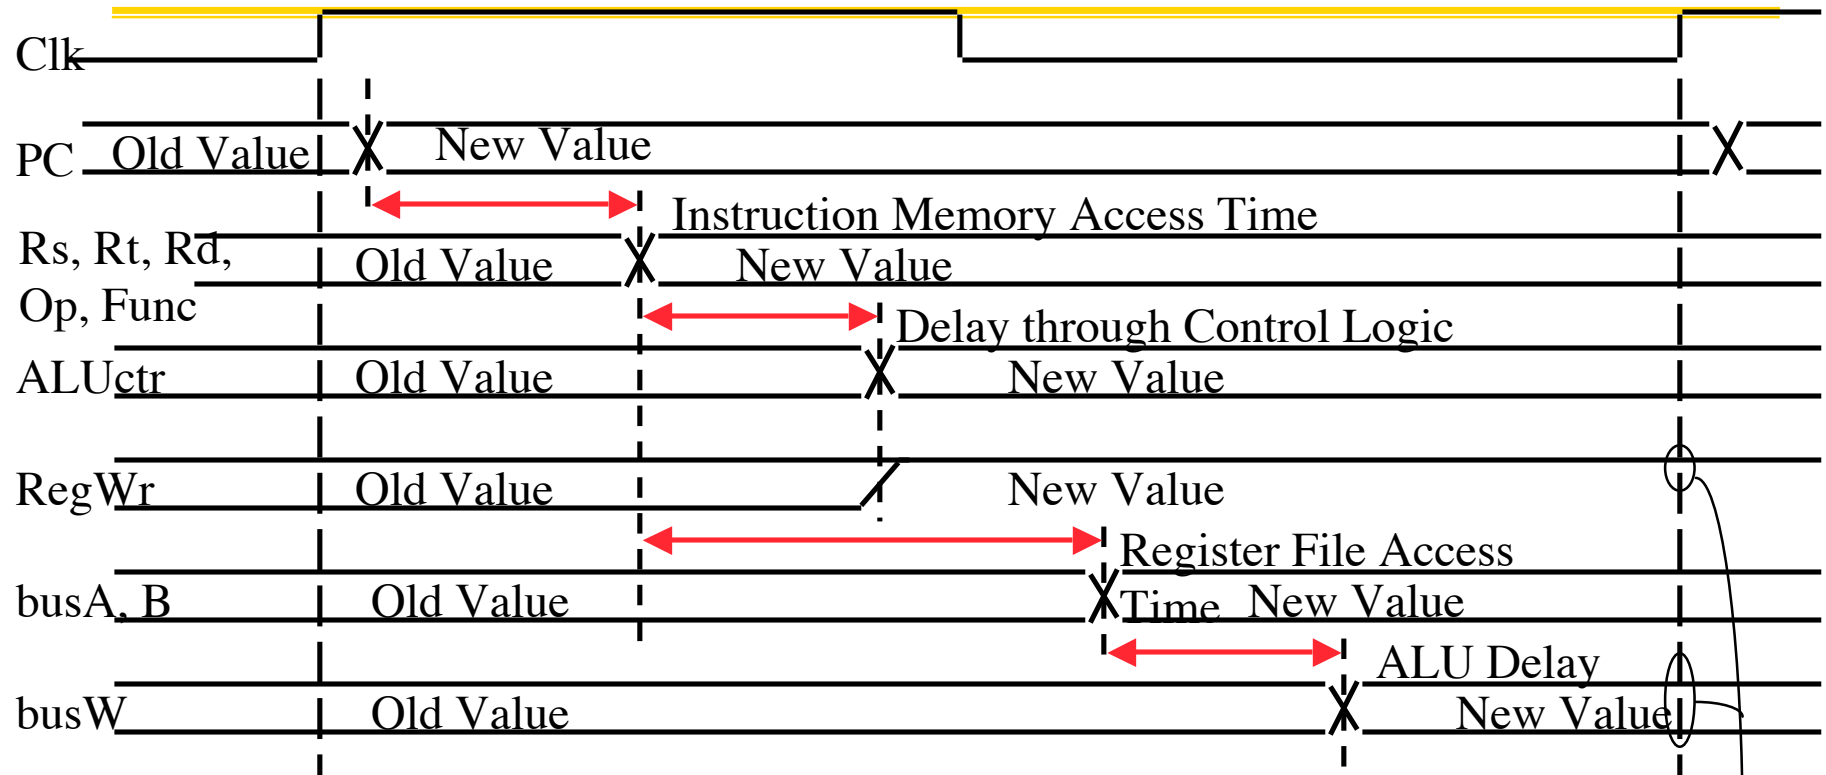 Clk
PC Old Value New Value
Instruction Memory Access Time
Rs, Rt, Rd,
Old Value New Value
Op, Func
Delay through Control Logic
ALUctr Old Value New Value
RegWr Old Value New Value
Register File Access
busA, B Old Value Time New Value
ALU Delay
busW Old Value New Value